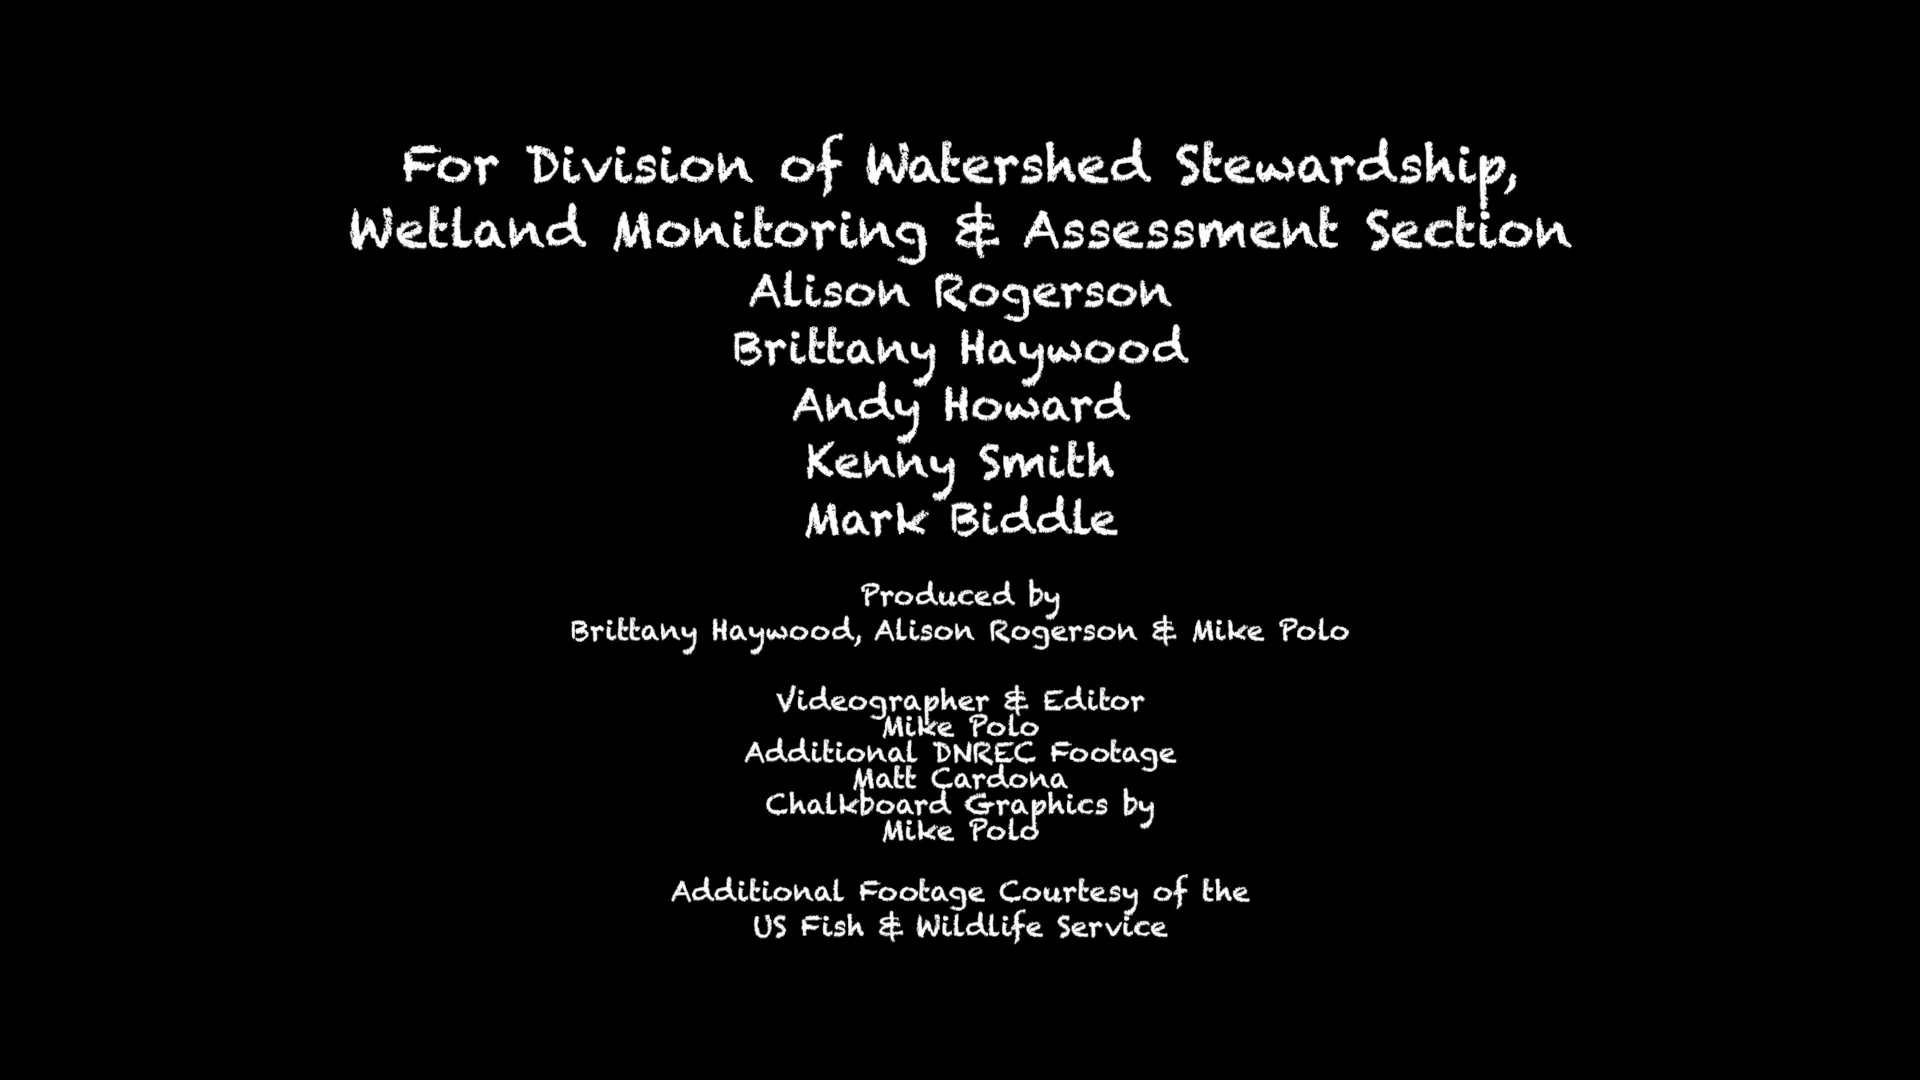 For Division of Watershed Stewardship,
Wetland Monitoring & Assessment Section
Alison Rogerson
Brittany Haywood
Andy Howard
Kenny Smith
Mark Biddle
Produced by
Brittany Haywood, Alison Rogerson & Mike Polo
Videographer & Editor
Mike Polo
Additional DNREC Footage
Matt Cardona
Chalkboard Graphics by
Mike Polo
Additional Footage Courtesy of the
US Fish & Wildlife Service